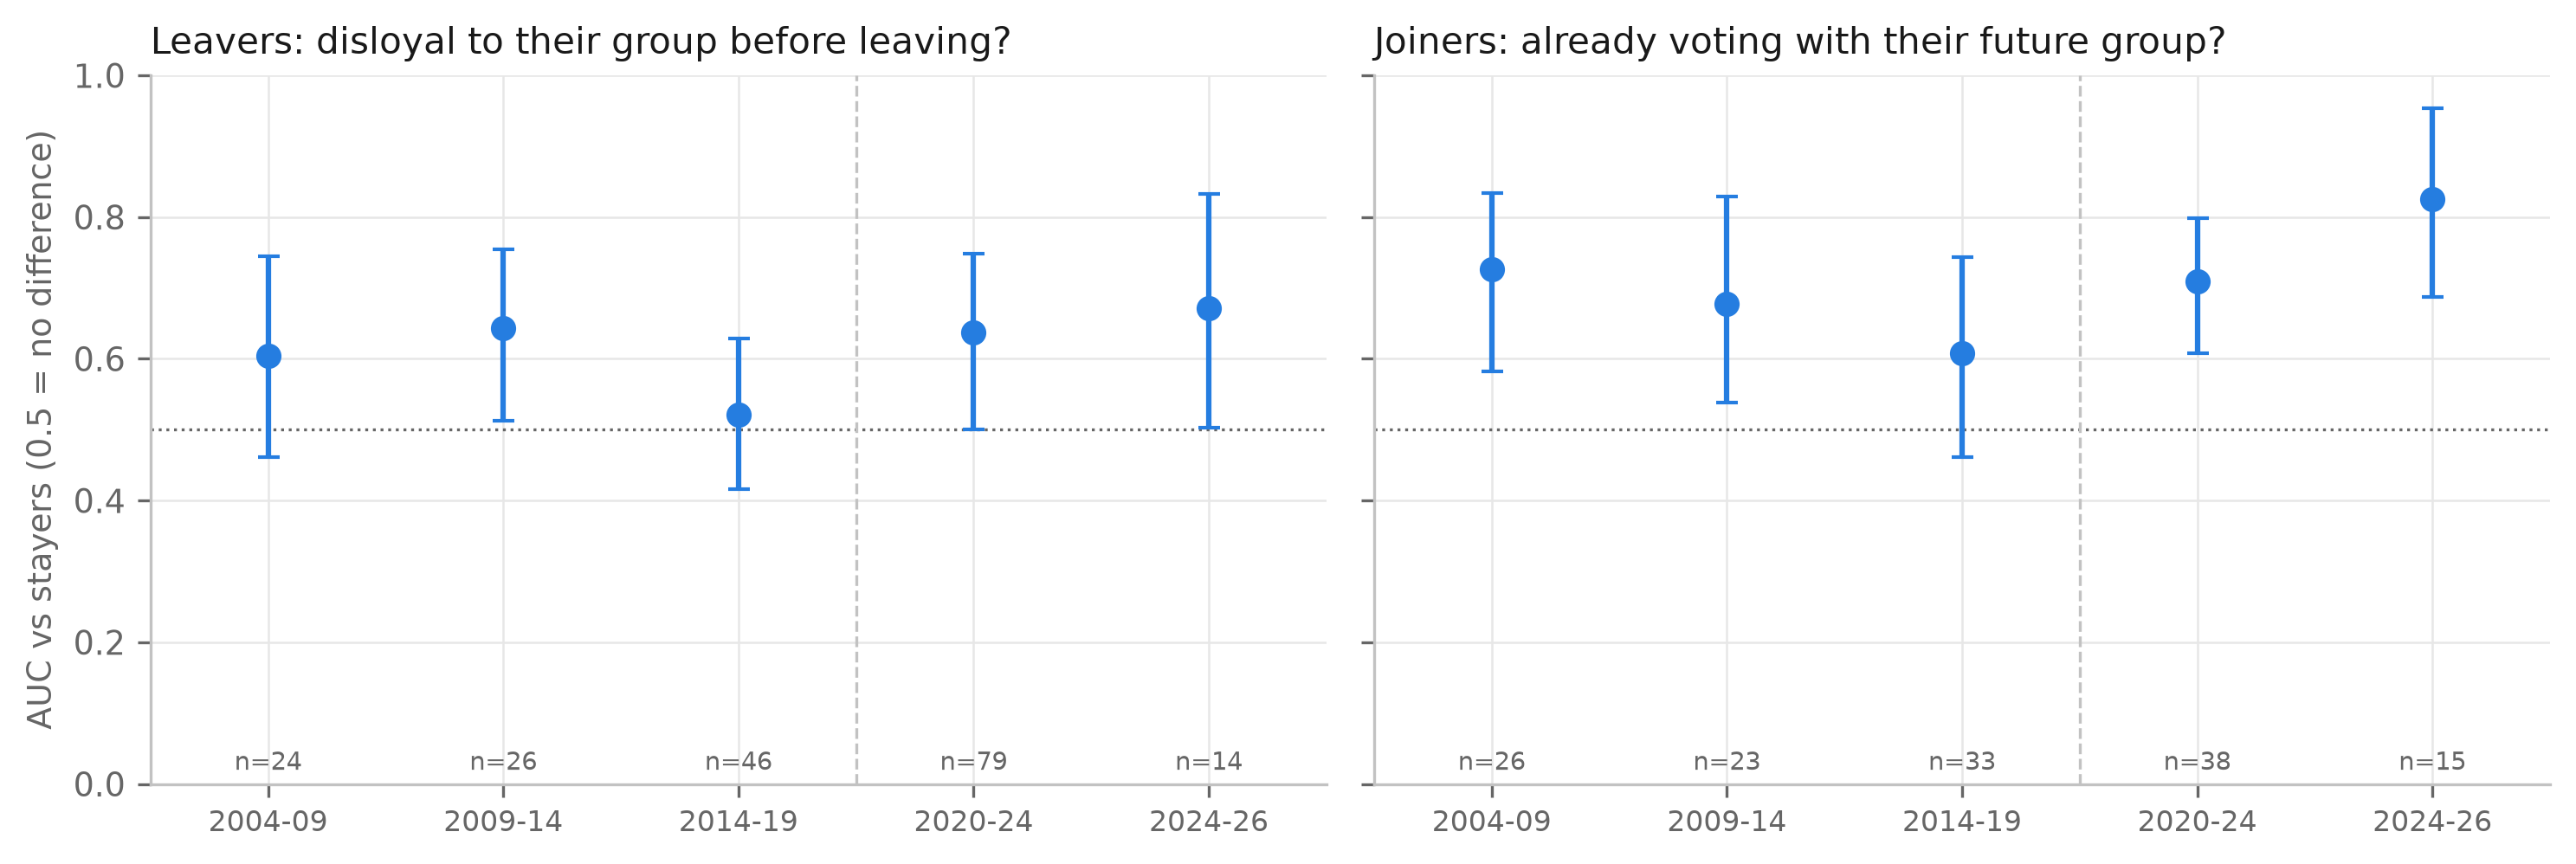 Leavers: disloyal to their group before leaving?
AUC vs stayers (0.5 = no difference)
1.0
0.8
0.6
0.4
0.2
0.0
n=24 n=26 n=46 n=79 n=14
2004-09 2009-14 2014-19 2020-24 2024-26
Joiners: already voting with their future group?
n=26 n=23 n=33 n=38 n=15
2004-09 2009-14 2014-19 2020-24 2024-26